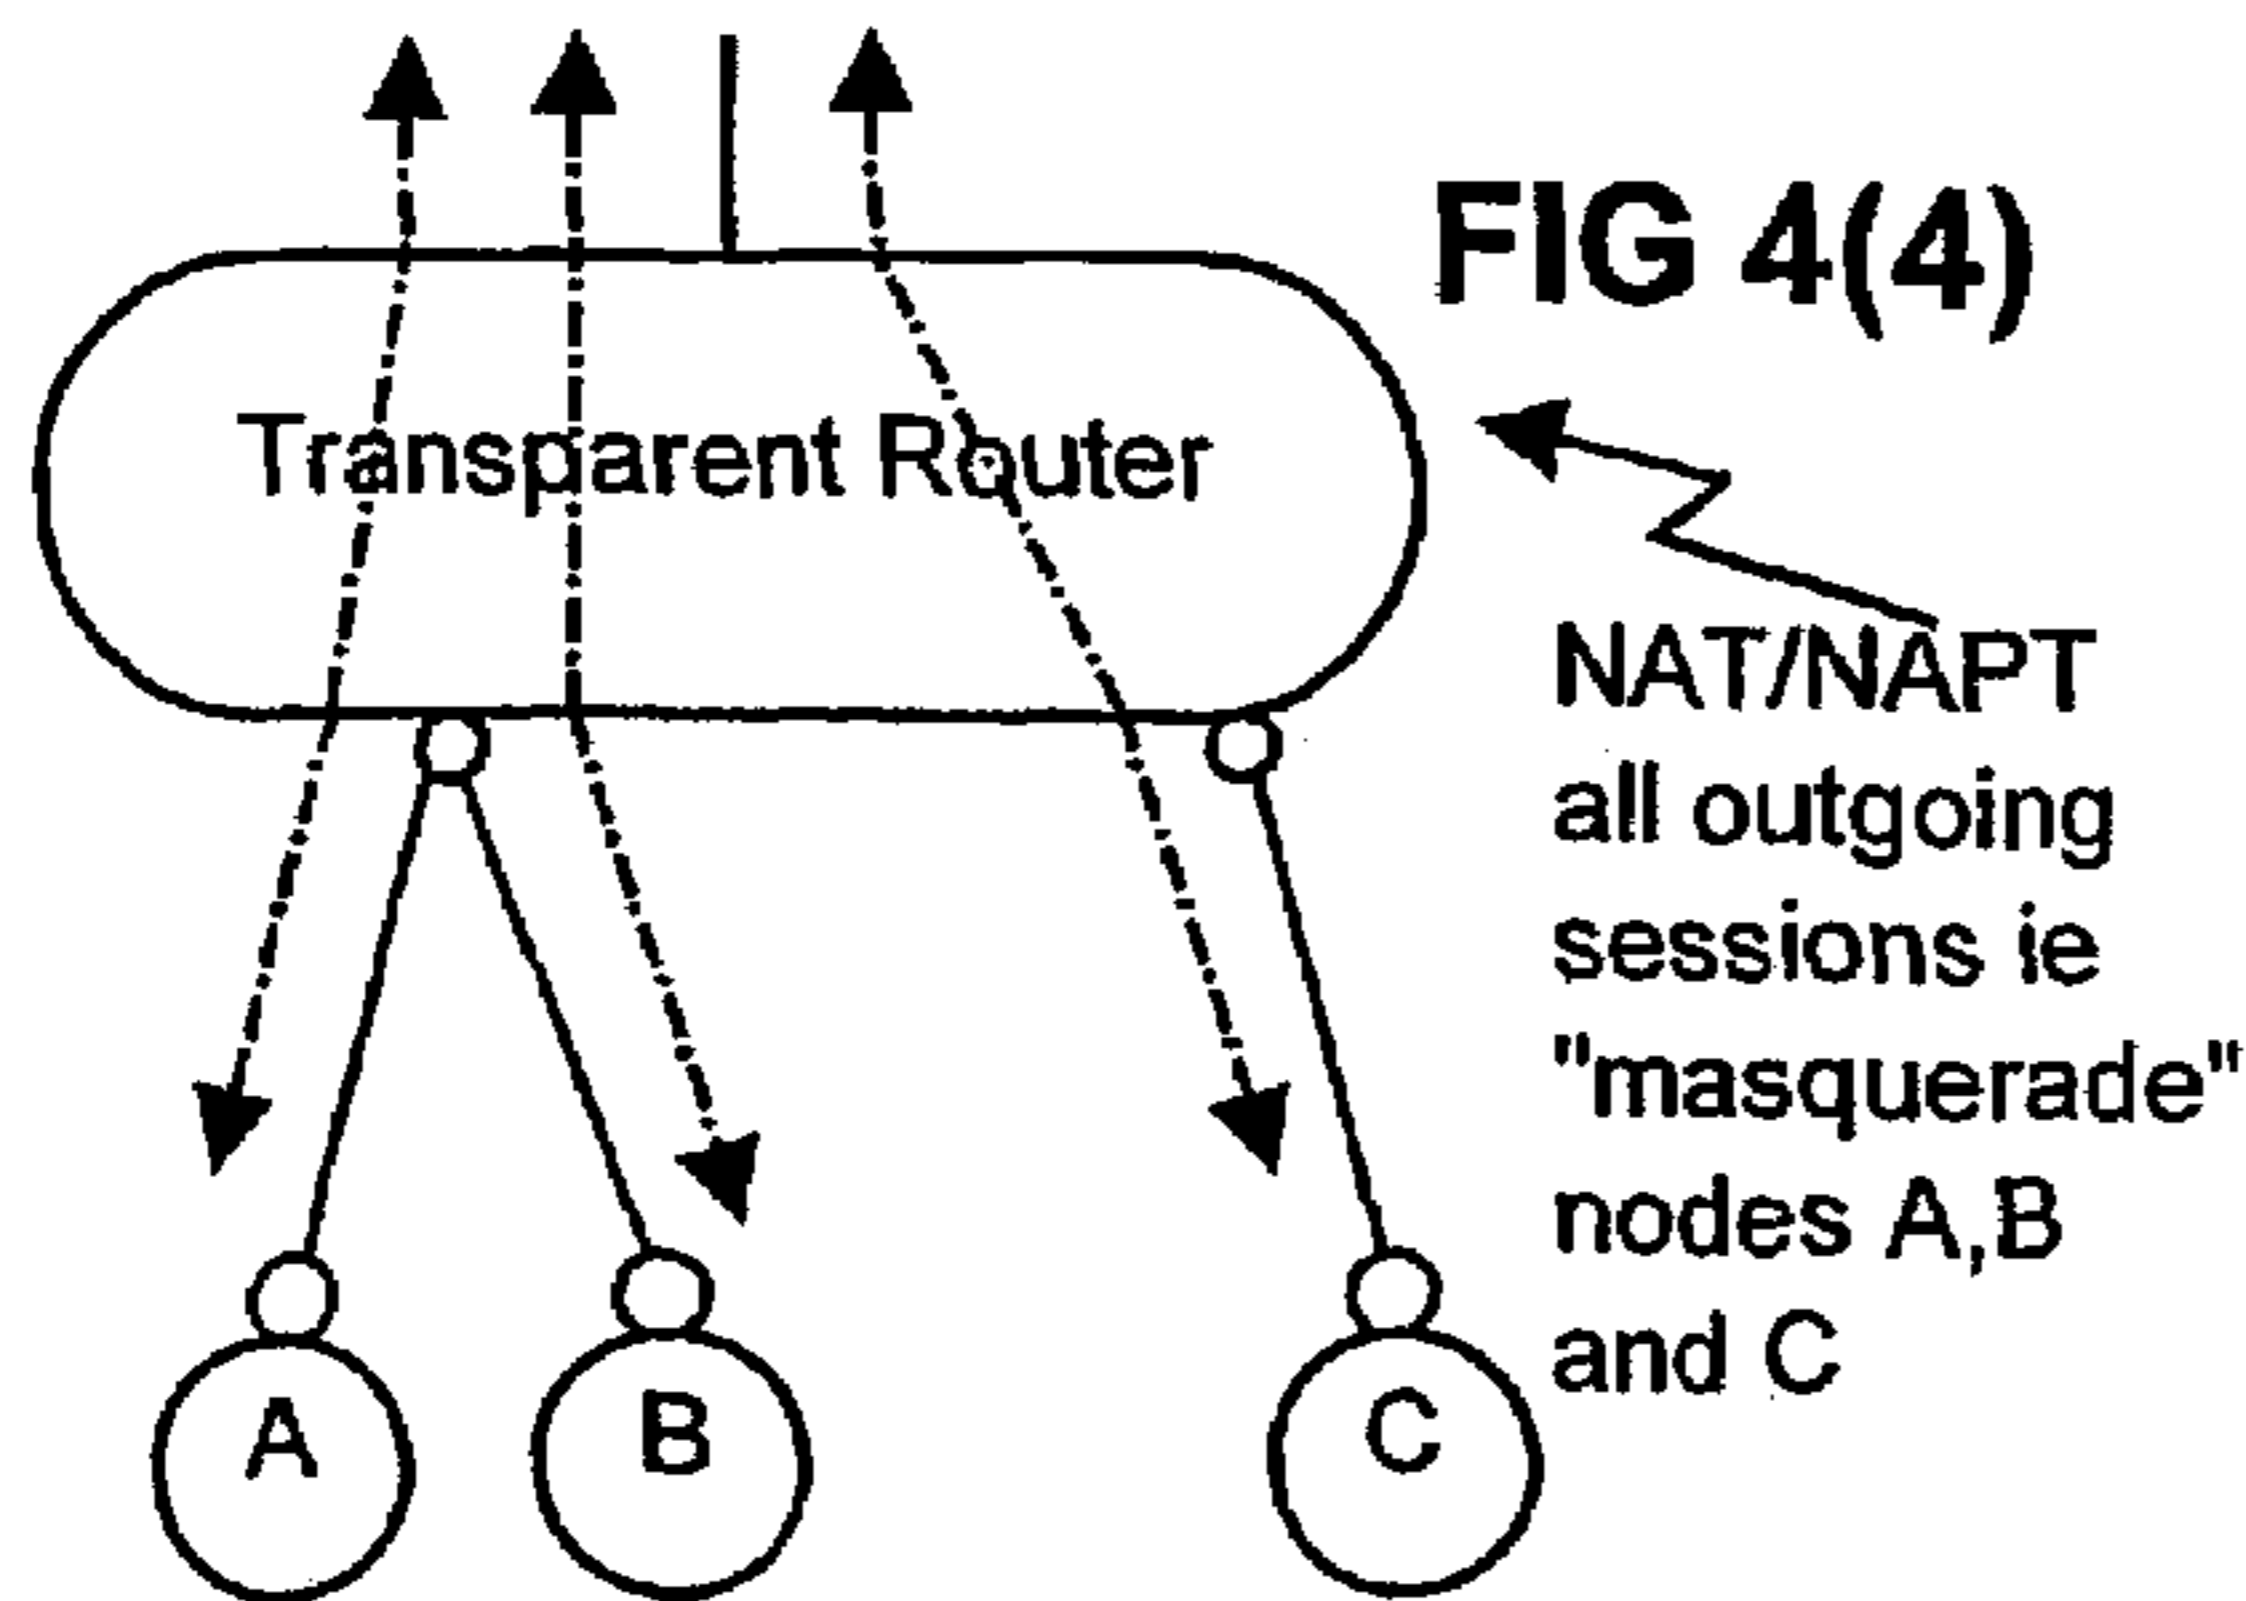 FIG 4(4)
Transparent Router
NAT/NAPT
all outgoing
sessions ie
"masquerade"
nodes A,B
and C
A
B
C